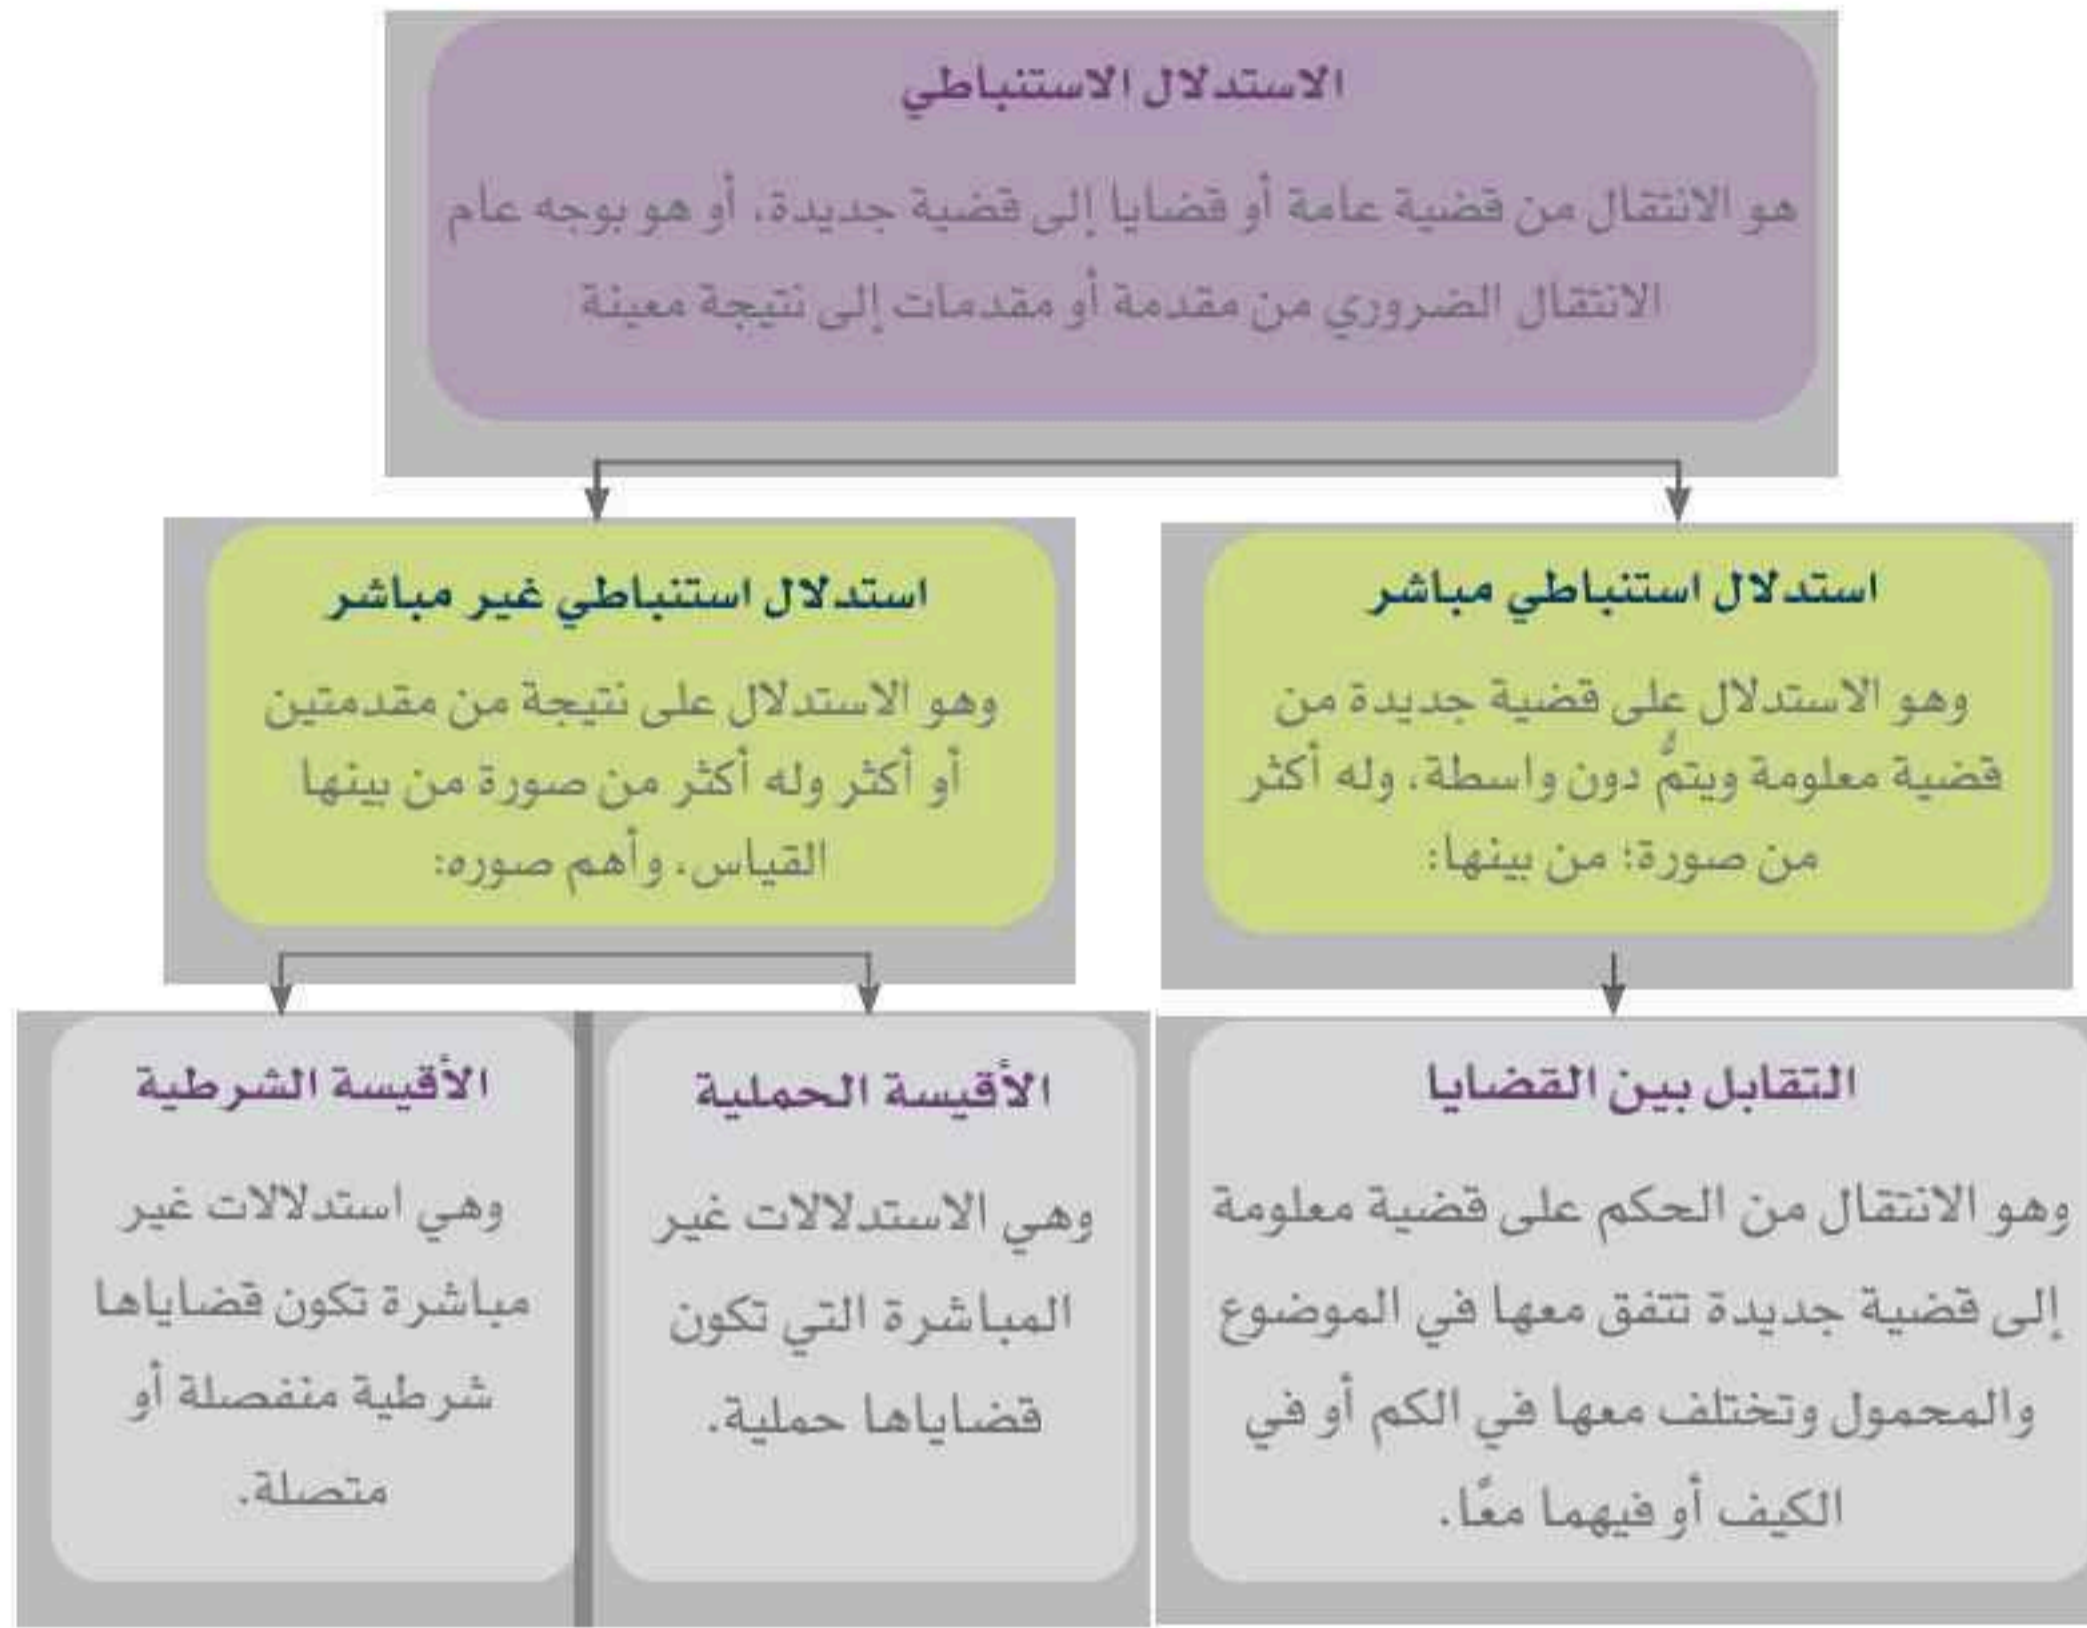 الاستدلال الاستنباطي
هو الانتقال من قضية عامة أو قضايا إلى قضية جديدة، أو هو بوجه عام
الانتقال الضروري من مقدمة أو مقدمات إلى نتيجة معينة
استدلال استنباطي مباشر
وهو الاستدلال على قضية جديدة من
قضية معلومة ويتمُّ دون واسطة، وله أكثر
من صورة؛ من بينها:
استدلال استنباطي غير مباشر
وهو الاستدلال على نتيجة من مقدمتين
أو أكثر وله أكثر من صورة من بينها
القياس، وأهم صوره:
التقابل بين القضايا
وهو الانتقال من الحكم على قضية معلومة
إلى قضية جديدة تتفق معها في الموضوع
والمحمول وتختلف معها في الكم أو في
الكيف أو فيهما معًا.
الأقيسة الحملية
وهي الاستدلالات غير
المباشرة التي تكون
قضاياها حملية.
الأقيسة الشرطية
وهي استدلالات غير
مباشرة تكون قضاياها
شرطية منفصلة أو
متصلة.